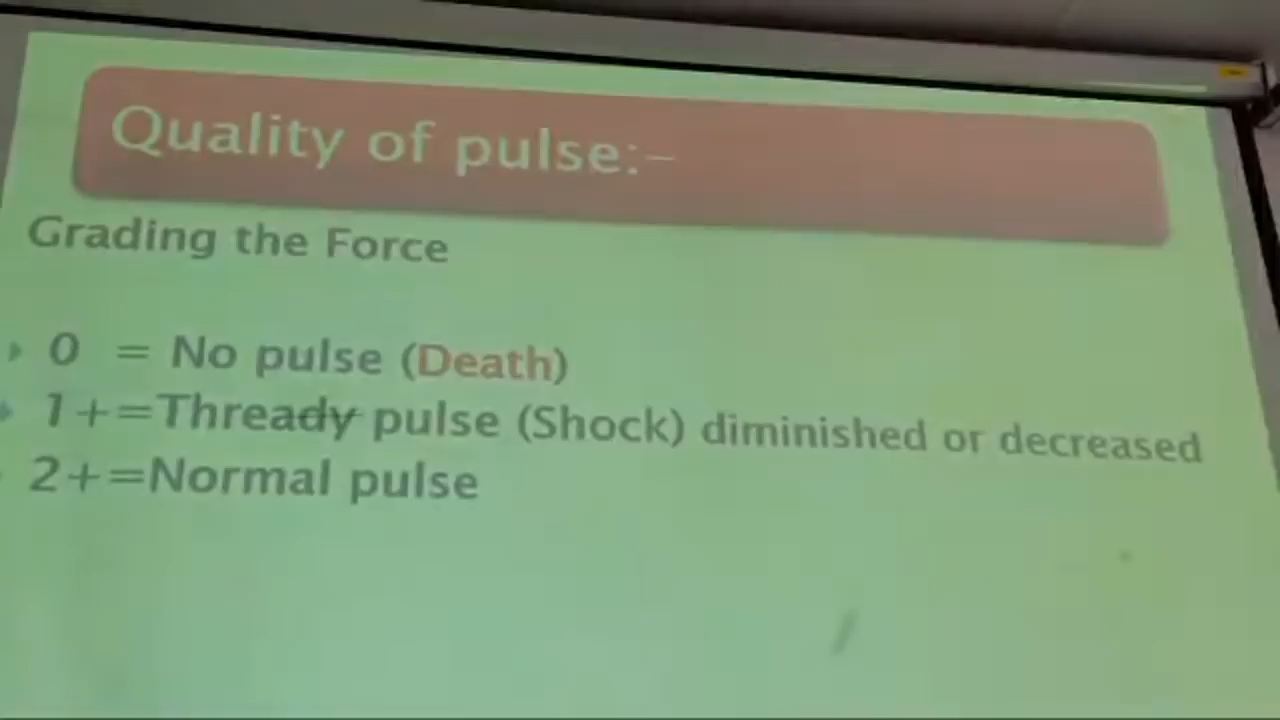 Quality of pulse:-
Grading the Force
0 = No pulse (Death)
1+=Thready pulse (Shock) diminished or decreased
2+=Normal pulse